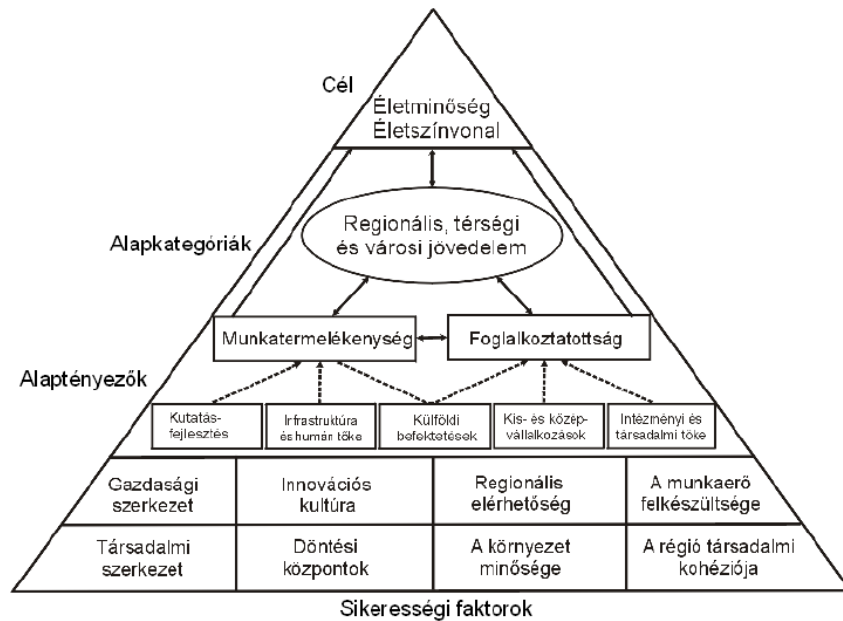 Cél
Életminőség
Életszínvonal
Alapkategóriák
Regionális, térségi
és városi jövedelem
Munkatermelékenység
Foglalkoztatottság
Alaptényezők
Kutatás-
fejlesztés
Infrastruktúra
és humán tőke
Külföldi
befektetések
Kis- és közép-
vállalkozások
Intézményi és
társadalmi tőke
Gazdasági
szerkezet
Innovációs
kultúra
Regionális
elérhetőség
A munkaerő
felkészültsége
Társadalmi
szerkezet
Döntési
központok
A környezet
minősége
A régió társadalmi
kohéziója
Sikerességi faktorok